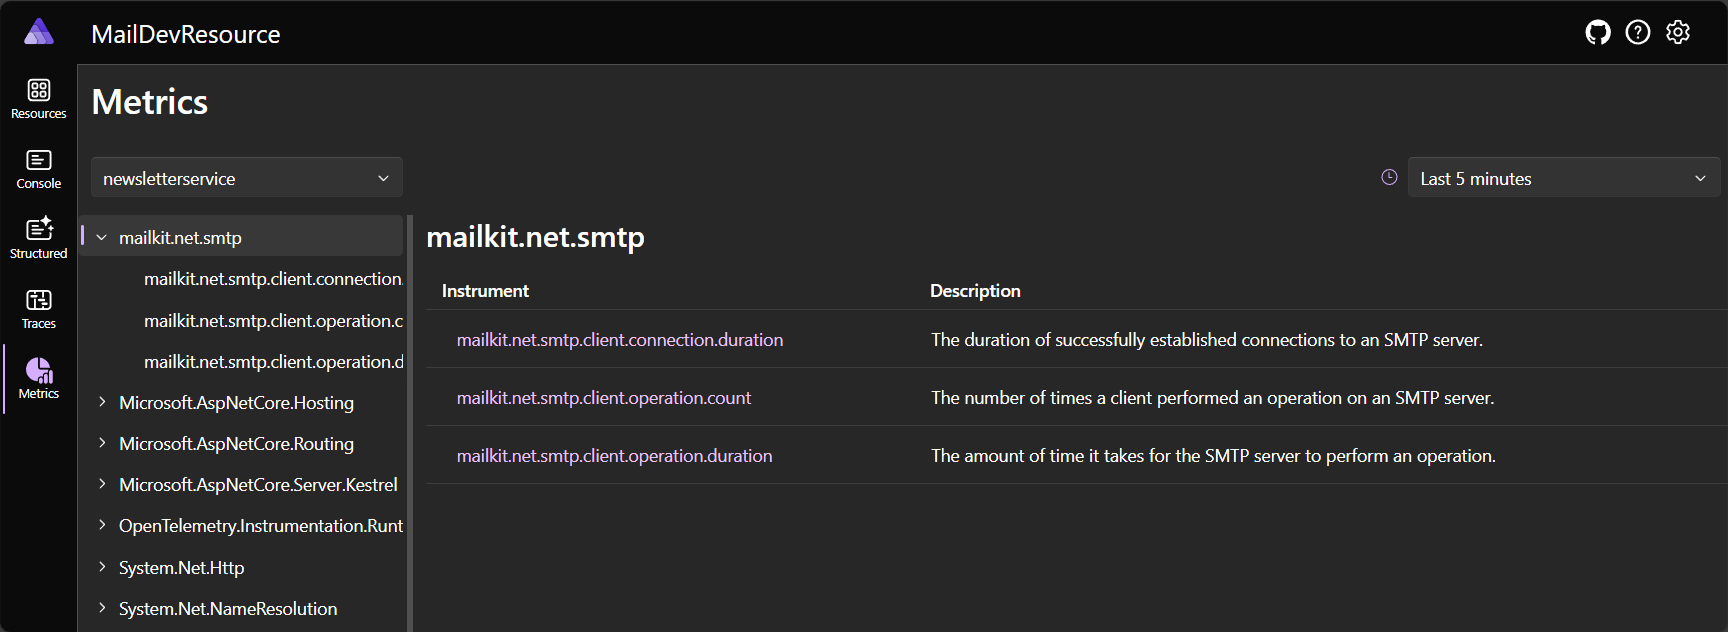 MailDevResource
Resources
Console
Structured
Traces
Metrics
Metrics
newsletterservice
Last 5 minutes
mailkit.net.smtp
mailkit.net.smtp.client.connection.
mailkit.net.smtp.client.operation.c
mailkit.net.smtp.client.operation.d
Microsoft.AspNetCore.Hosting
Microsoft.AspNetCore.Routing
Microsoft.AspNetCore.Server.Kestrel
OpenTelemetry.Instrumentation.Runt
System.Net.Http
System.Net.NameResolution
mailkit.net.smtp
Instrument Description
mailkit.net.smtp.client.connection.duration The duration of successfully established connections to an SMTP server.
mailkit.net.smtp.client.operation.count The number of times a client performed an operation on an SMTP server.
mailkit.net.smtp.client.operation.duration The amount of time it takes for the SMTP server to perform an operation.